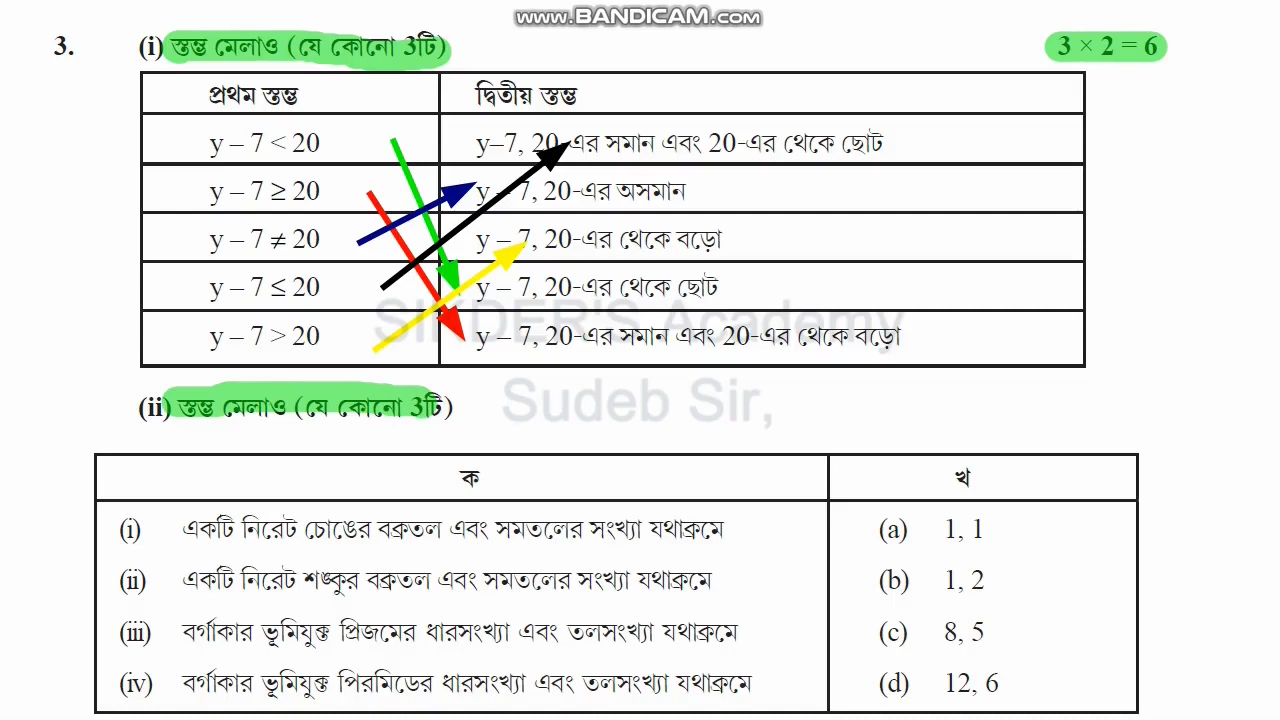 www.BANDICAM.com
3. (i) স্তম্ভ মেলাও (যে কোনো 3টি) 3 × 2 = 6
প্রথম স্তম্ভ দ্বিতীয় স্তম্ভ
y – 7 < 20 y–7, 20-এর সমান এবং 20-এর থেকে ছোট
y – 7 ≥ 20 y – 7, 20-এর অসমান
y – 7 ≠ 20 y – 7, 20-এর থেকে বড়ো
y – 7 ≤ 20 y – 7, 20-এর থেকে ছোট
y – 7 > 20 y – 7, 20-এর সমান এবং 20-এর থেকে বড়ো
SIKDER'S Academy
Sudeb Sir,
(ii) স্তম্ভ মেলাও (যে কোনো 3টি)
ক খ
(i) একটি নিরেট চোঙের বক্রতল এবং সমতলের সংখ্যা যথাক্রমে (a) 1, 1
(ii) একটি নিরেট শঙ্কুর বক্রতল এবং সমতলের সংখ্যা যথাক্রমে (b) 1, 2
(iii) বর্গাকার ভূমিযুক্ত প্রিজমের ধারসংখ্যা এবং তলসংখ্যা যথাক্রমে (c) 8, 5
(iv) বর্গাকার ভূমিযুক্ত পিরমিডের ধারসংখ্যা এবং তলসংখ্যা যথাক্রমে (d) 12, 6